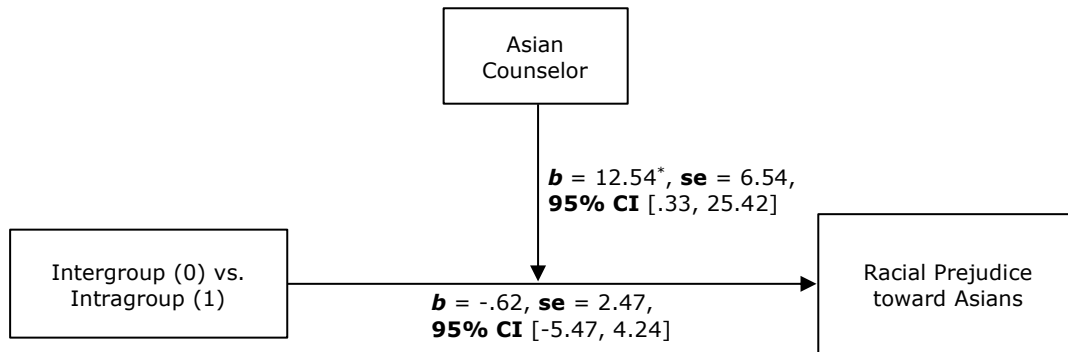 Asian
Counselor
b = 12.54*, se = 6.54,
95% CI [.33, 25.42]
Intergroup (0) vs.
Intragroup (1)
Racial Prejudice
toward Asians
b = -.62, se = 2.47,
95% CI [-5.47, 4.24]